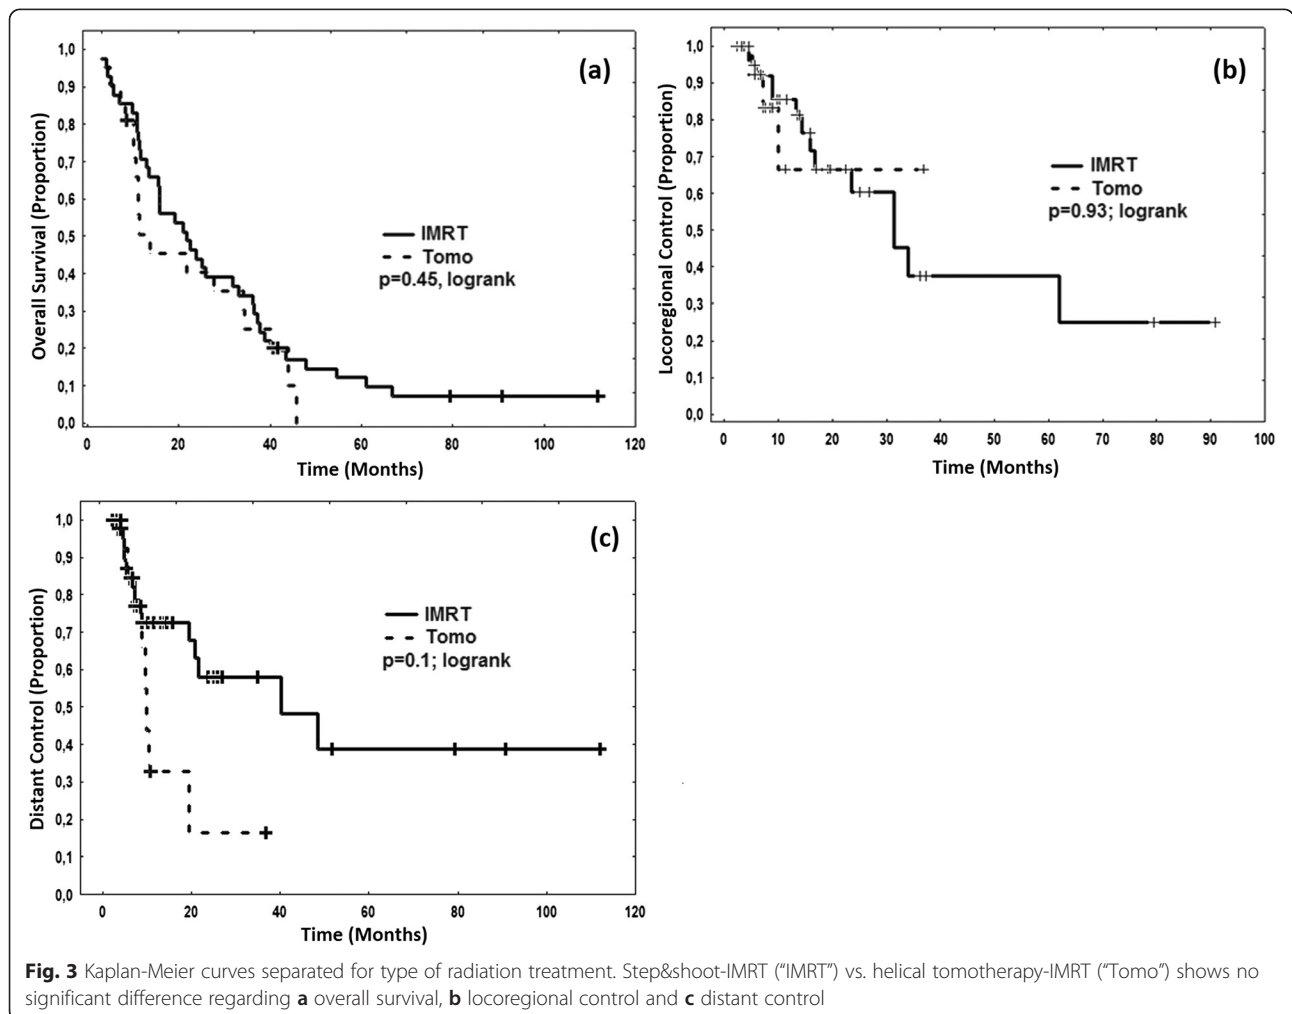 (a)
Overall Survival (Proportion)
1,0
0,9
0,8
0,7
0,6
0,5
0,4
0,3
0,2
0,1
0,0
IMRT
Tomo
p=0.45, logrank
0 20 40 60 80 100 120
Time (Months)
(b)
Locoregional Control (Proportion)
1,0
0,9
0,8
0,7
0,6
0,5
0,4
0,3
0,2
0,1
0,0
IMRT
Tomo
p=0.93; logrank
0 10 20 30 40 50 60 70 80 90 100
Time (Months)
(c)
Distant Control (Proportion)
1,0
0,9
0,8
0,7
0,6
0,5
0,4
0,3
0,2
0,1
0,0
IMRT
Tomo
p=0.1; logrank
0 20 40 60 80 100 120
Time (Months)
Fig. 3 Kaplan-Meier curves separated for type of radiation treatment. Step&shoot-IMRT (“IMRT”) vs. helical tomotherapy-IMRT (“Tomo”) shows no
significant difference regarding a overall survival, b locoregional control and c distant control